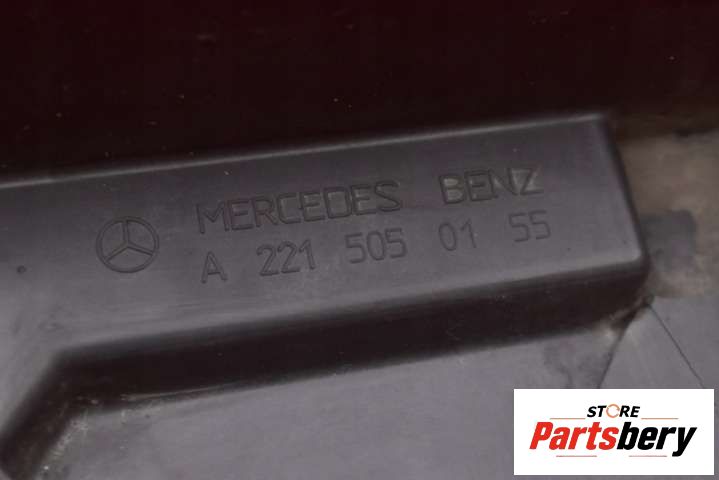 MERCEDES BENZ
A 221 505 01 55
STORE
Partsbery